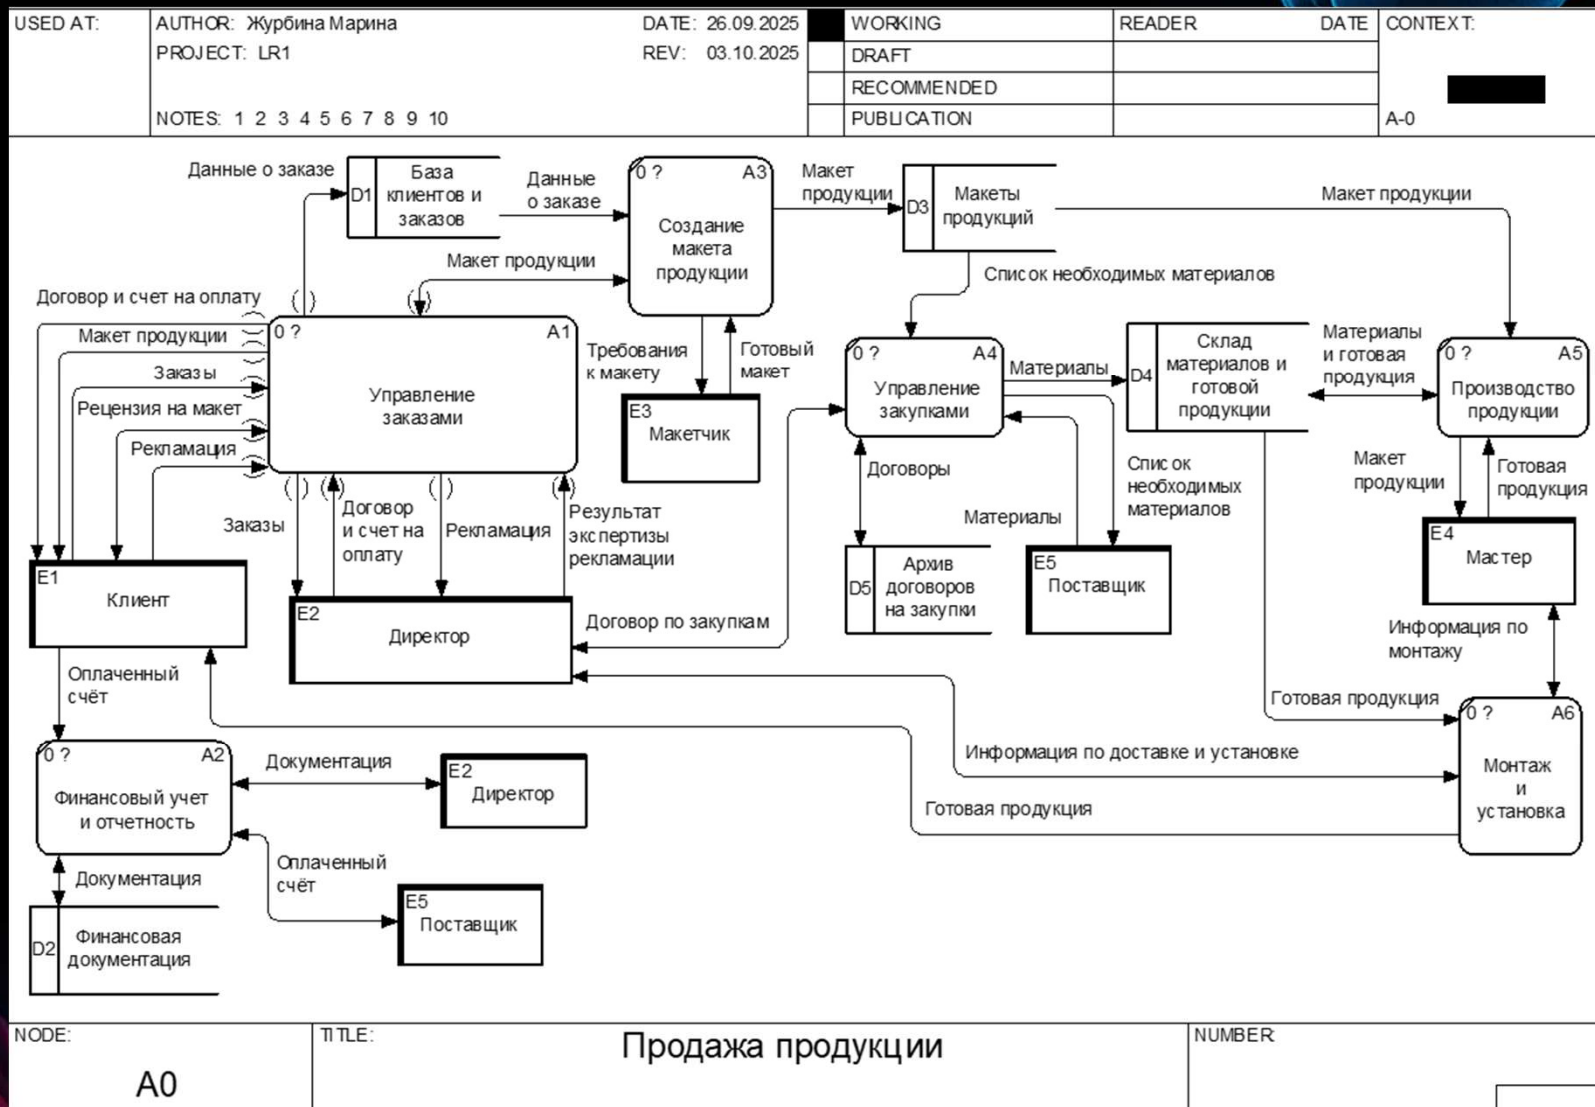 USED AT:
AUTHOR: Журбина Марина
DATE: 26.09.2025
WORKING
READER
DATE
CONTEXT:
PROJECT: LR1
REV: 03.10.2025
DRAFT
RECOMMENDED
NOTES: 1 2 3 4 5 6 7 8 9 10
PUBLICATION
A-0
Данные о заказе
D1
База
клиентов и
заказов
Данные
о заказе
0 ?
A3
Создание
макета
продукции
Макет
продукции
D3
Макеты
продукций
Макет продукции
Макет продукции
Список необходимых материалов
Договор и счет на оплату
Макет продукции
Заказы
Рецензия на макет
Рекламация
0 ?
A1
Управление
заказами
Требования
к макету
Готовый
макет
E3
Макетчик
0 ?
A4
Управление
закупками
Материалы
D4
Склад
материалов и
готовой
продукции
Материалы
и готовая
продукция
0 ?
A5
Производство
продукции
Заказы
Договор
и счет на
оплату
Рекламация
Результат
экспертизы
рекламации
Договоры
Материалы
Список
необходимых
материалов
Макет
продукции
Готовая
продукция
E1
Клиент
E2
Директор
Договор по закупкам
D5
Архив
договоров
на закупки
E5
Поставщик
E4
Мастер
Информация по
монтажу
Оплаченный
счёт
Готовая продукция
0 ?
A6
Монтаж
и
установка
0 ?
A2
Финансовый учет
и отчетность
Документация
E2
Директор
Информация по доставке и установке
Готовая продукция
Документация
Оплаченный
счёт
E5
Поставщик
D2
Финансовая
документация
NODE:
A0
TITLE:
Продажа продукции
NUMBER: